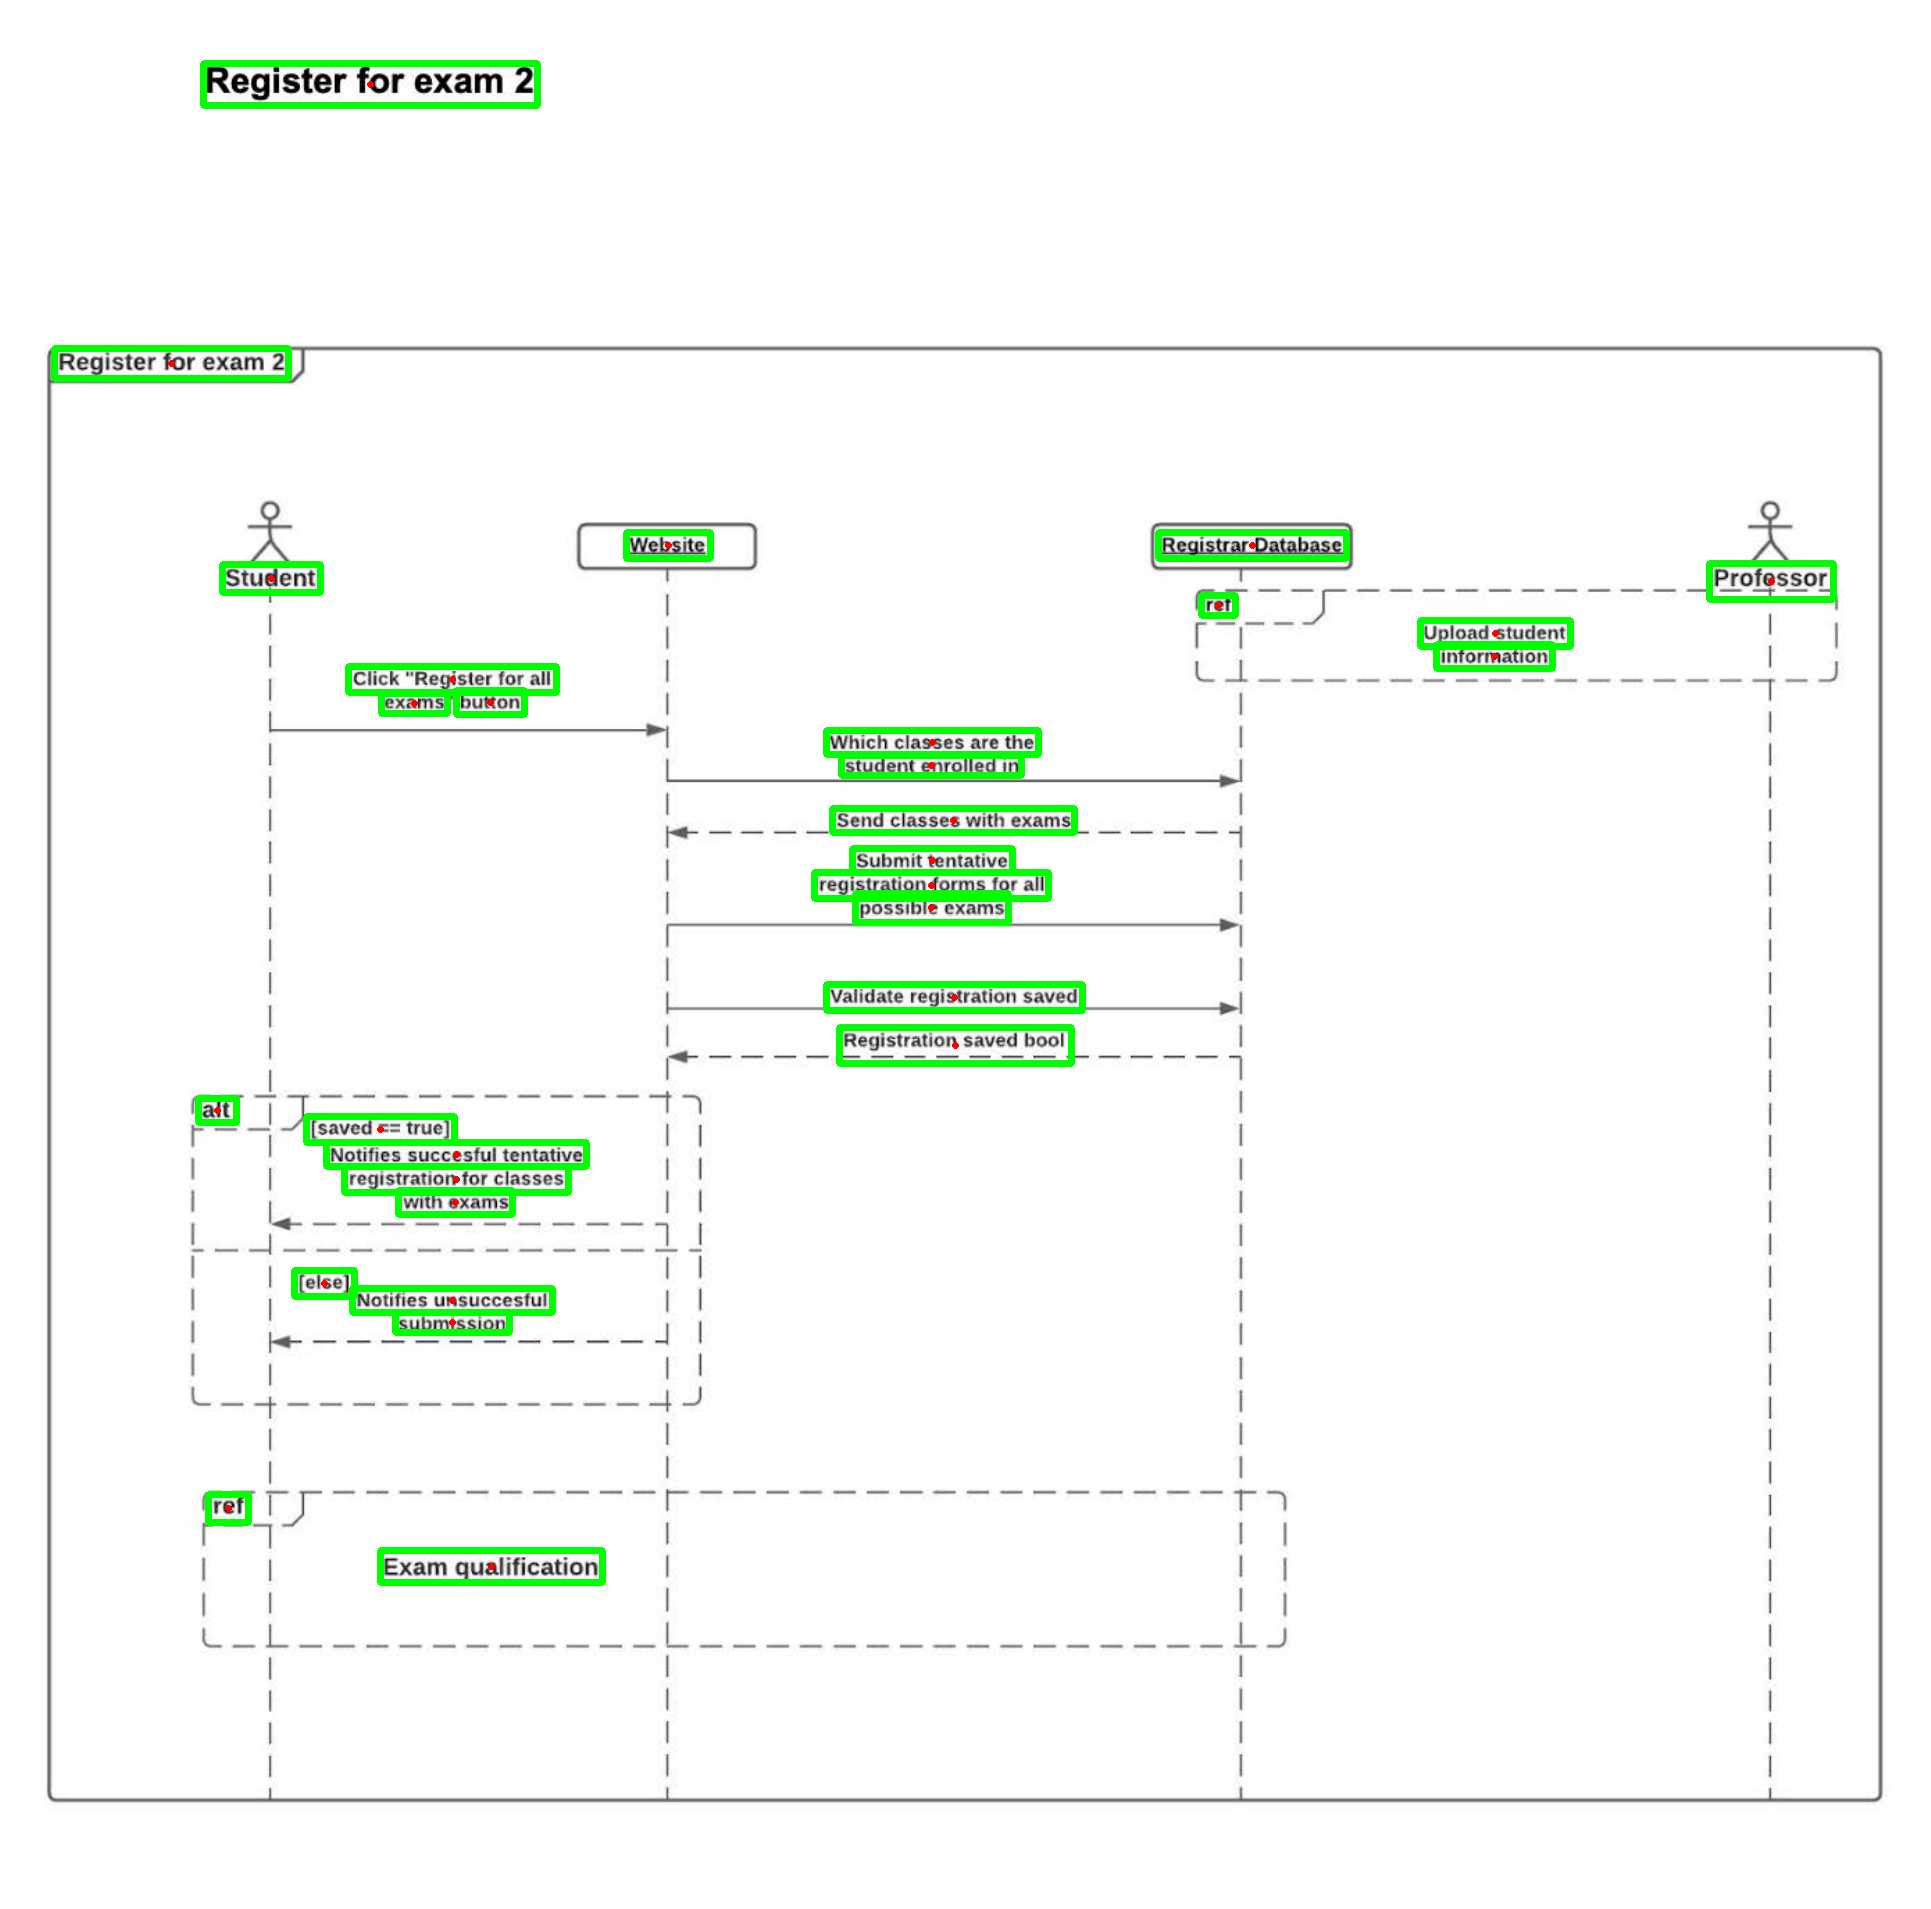 Register for exam 2
Register for exam 2
Student
Website
Registrar Database
Professor
ref
Upload student
information
Click "Register for all
exams" button
Which classes are the
student enrolled in
Send classes with exams
Submit tentative
registration forms for all
possible exams
Validate registration saved
Registration saved bool
alt
[saved == true]
Notifies succesful tentative
registration for classes
with exams
[else]
Notifies unsuccesful
submission
ref
Exam qualification